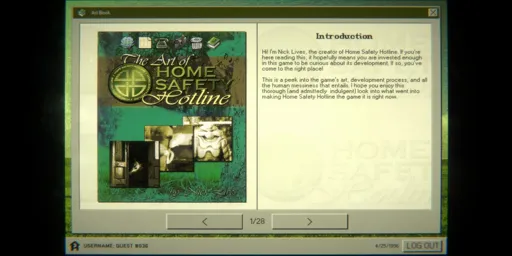 Art Book
The Art of
HOME
SAFETY
Hotline
Introduction
Hi! I'm Nick Lives, the creator of Home Safety Hotline. If you're
here reading this, it hopefully means you are invested enough
in this game to be curious about its development. If so, you've
come to the right place!
This is a peek into the game's art, development process, and all
the human messiness that entails. I hope you enjoy this
thorough (and admittedly indulgent) look into what went into
making Home Safety Hotline the game it is right now.
HOME
SAFETY
1/28
USERNAME: GUEST
LOG OUT